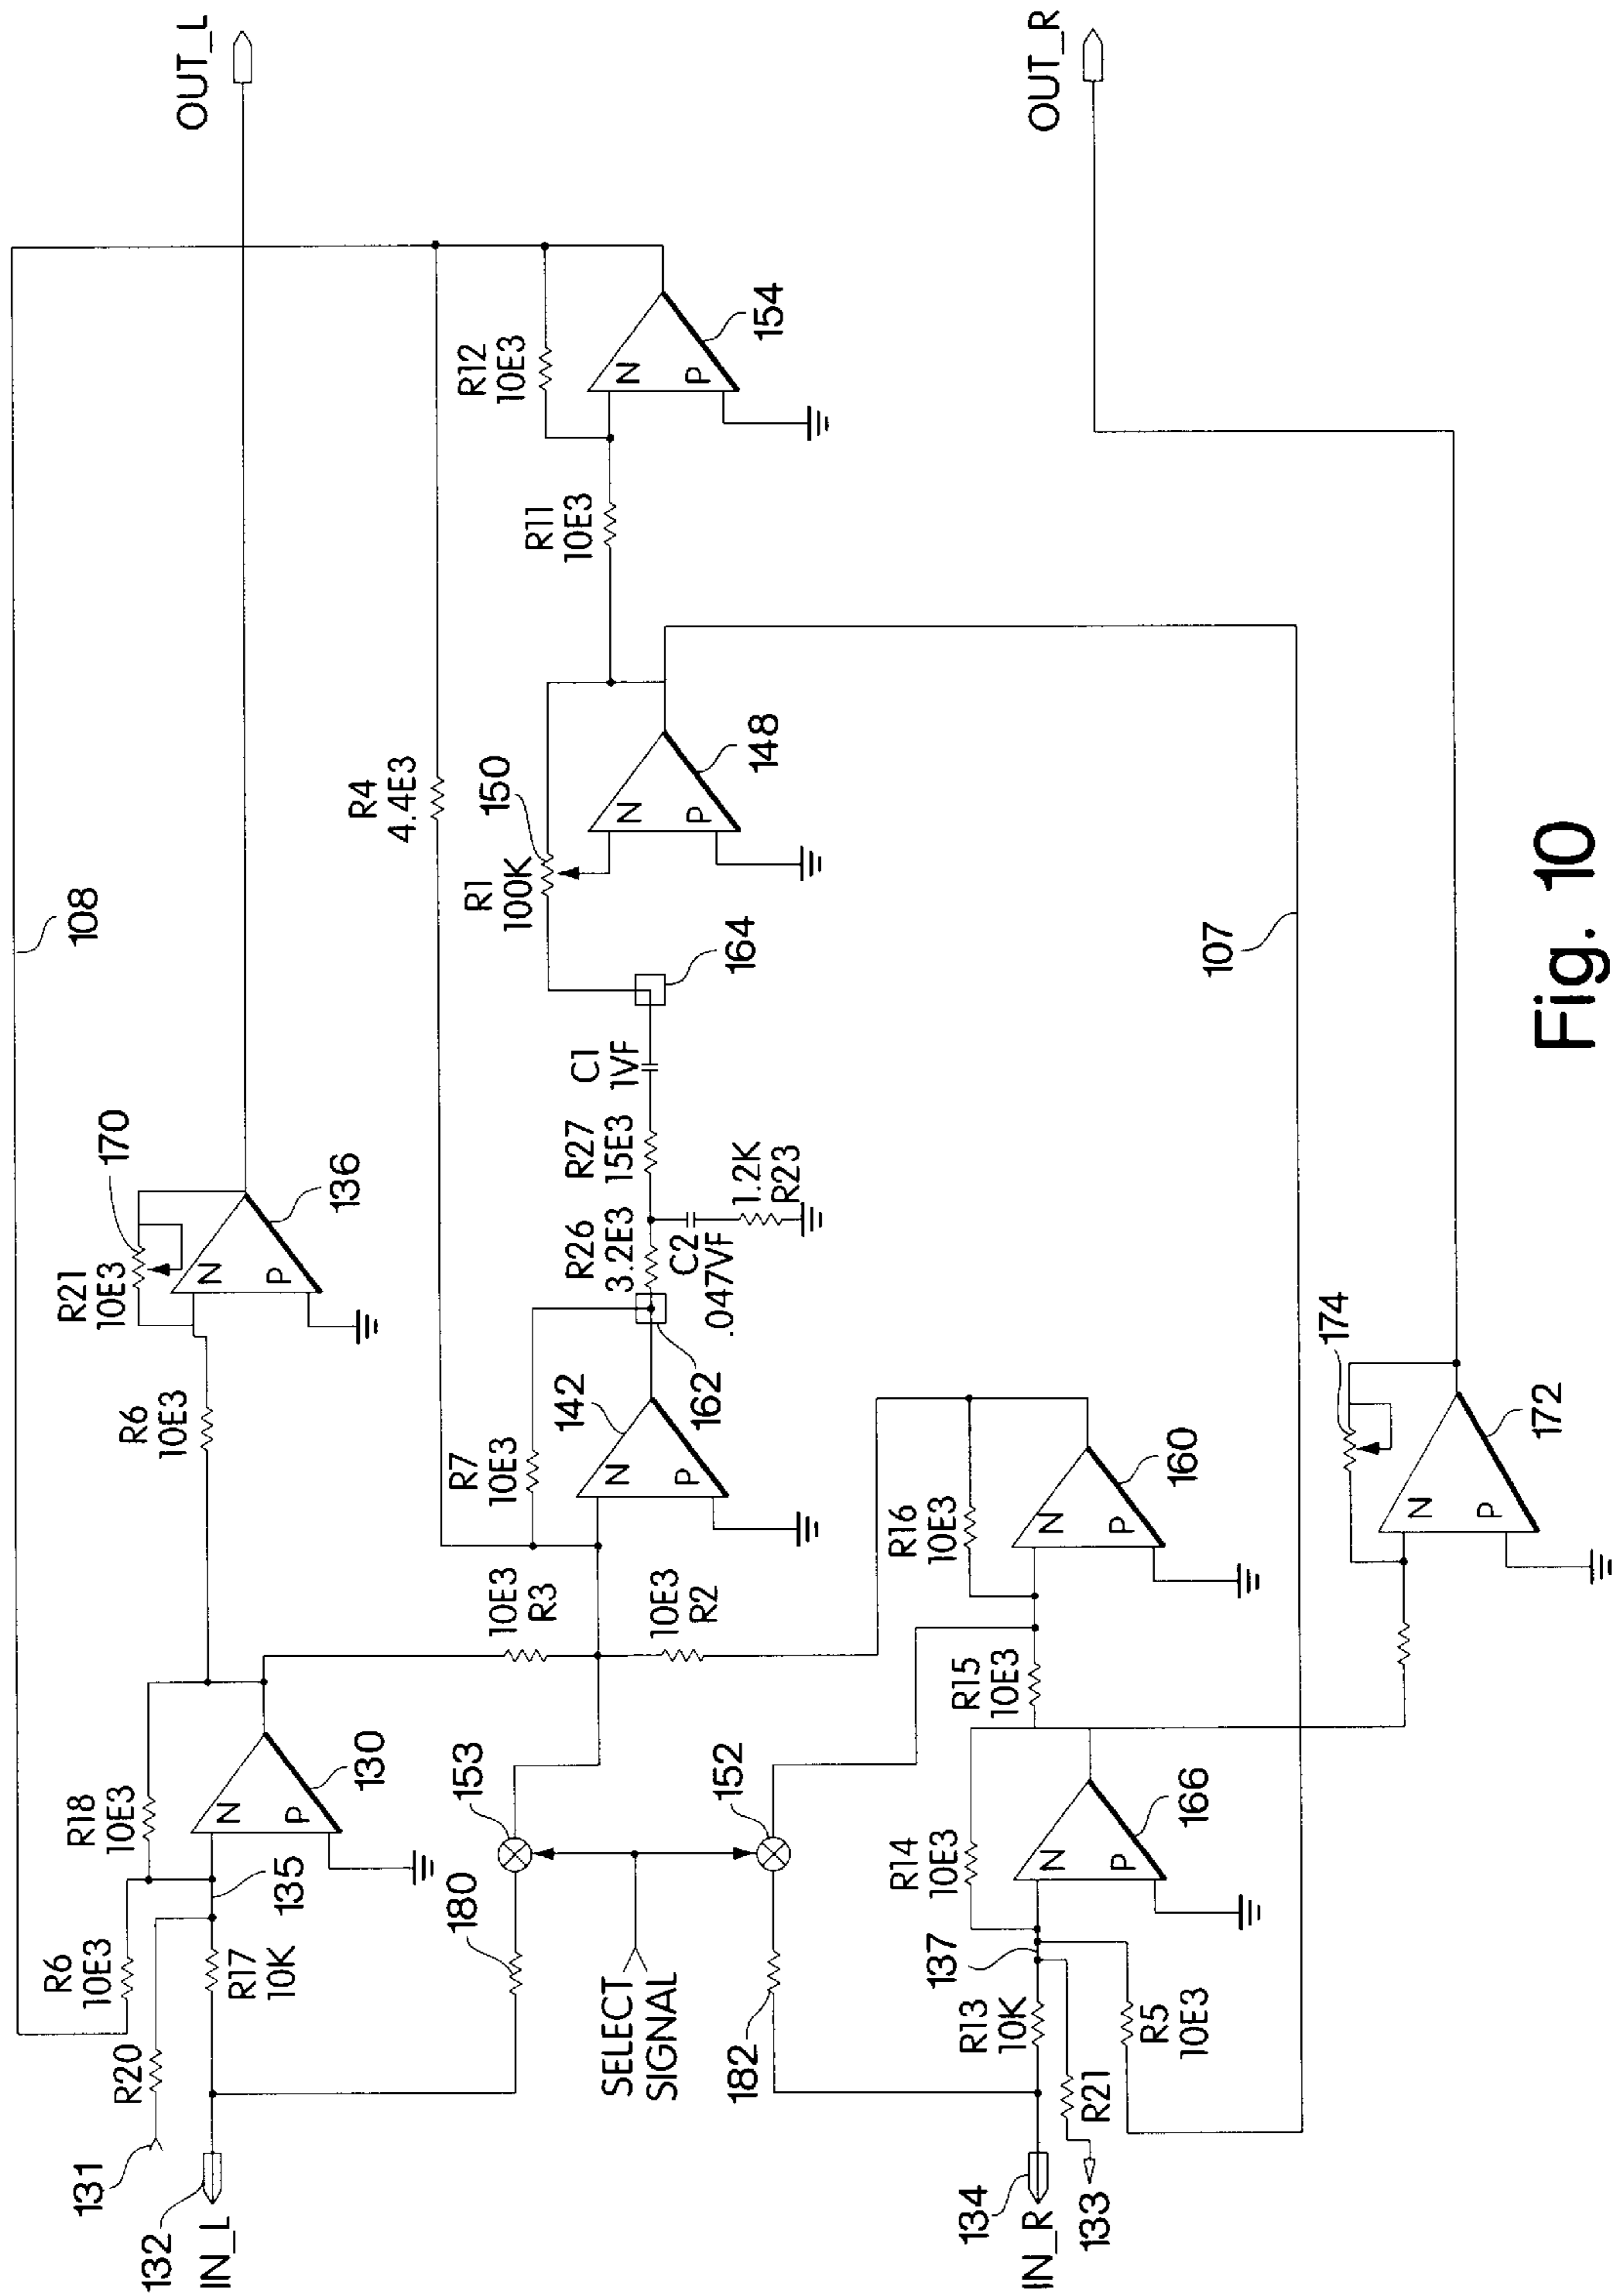 108
OUT_L
R6
10E3
R20
131
132
IN_L
R17
10K
135
R18
10E3
N
P
130
R6
10E3
R21
10E3
170
N
P
136
R4
4.4E3
180
153
SELECT
SIGNAL
182
152
10E3
R3
10E3
R2
R7
10E3
142
N
P
162
R26
3.2E3
C2
.047VF
1.2K
R23
R27
15E3
C1
1VF
164
R1
100K
150
N
P
148
R11
10E3
R12
10E3
N
P
154
134
IN_R
133
R21
R13
10K
137
R5
10E3
R14
10E3
N
P
166
R15
10E3
R16
10E3
N
P
160
107
174
N
P
172
OUT_R
Fig. 10